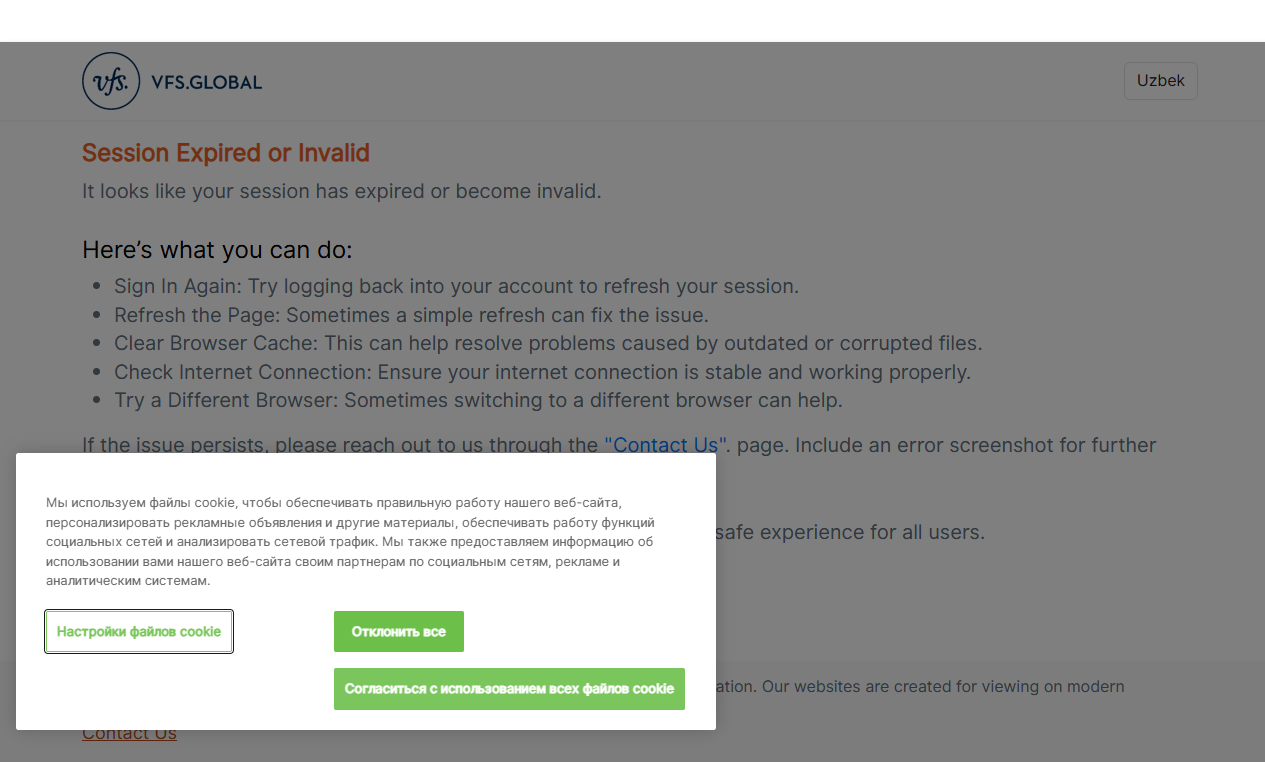 vfs. VFS.GLOBAL
Uzbek
Session Expired or Invalid
It looks like your session has expired or become invalid.
Here’s what you can do:
Sign In Again: Try logging back into your account to refresh your session.
Refresh the Page: Sometimes a simple refresh can fix the issue.
Clear Browser Cache: This can help resolve problems caused by outdated or corrupted files.
Check Internet Connection: Ensure your internet connection is stable and working properly.
Try a Different Browser: Sometimes switching to a different browser can help.
If the issue persists, please reach out to us through the "Contact Us". page. Include an error screenshot for further
safe experience for all users.
Мы используем файлы cookie, чтобы обеспечивать правильную работу нашего веб-сайта,
персонализировать рекламные объявления и другие материалы, обеспечивать работу функций
социальных сетей и анализировать сетевой трафик. Мы также предоставляем информацию об
использовании вами нашего веб-сайта своим партнерам по социальным сетям, рекламе и
аналитическим системам.
Настройки файлов cookie
Отклонить все
Согласиться с использованием всех файлов cookie
Our websites are created for viewing on modern
Contact Us